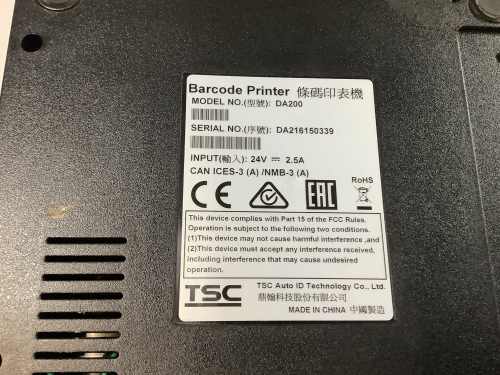 Barcode Printer 條碼印表機
MODEL NO.(型號): DA200
SERIAL NO.(序號): DA216150339
INPUT(輸入): 24V ⎓ 2.5A
CAN ICES-3 (A) /NMB-3 (A)
RoHS
CE EAC
This device complies with Part 15 of the FCC Rules.
Operation is subject to the following two conditions.
(1)This device may not cause harmful interference ,and
(2)This device must accept any interference received,
including interference that may cause undesired
operation.
TSC TSC Auto ID Technology Co., Ltd.
鼎翰科技股份有限公司
MADE IN CHINA 中國製造